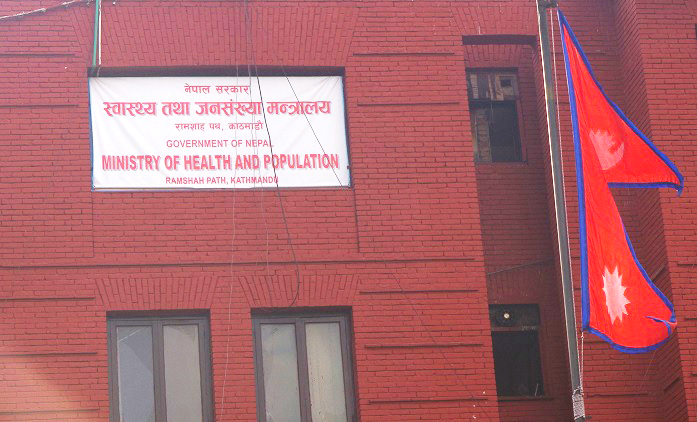 नेपाल सरकार
स्वास्थ्य तथा जनसंख्या मन्त्रालय
रामशाह पथ, काठमाडौं
GOVERNMENT OF NEPAL
MINISTRY OF HEALTH AND POPULATION
RAMSHAH PATH, KATHMANDU